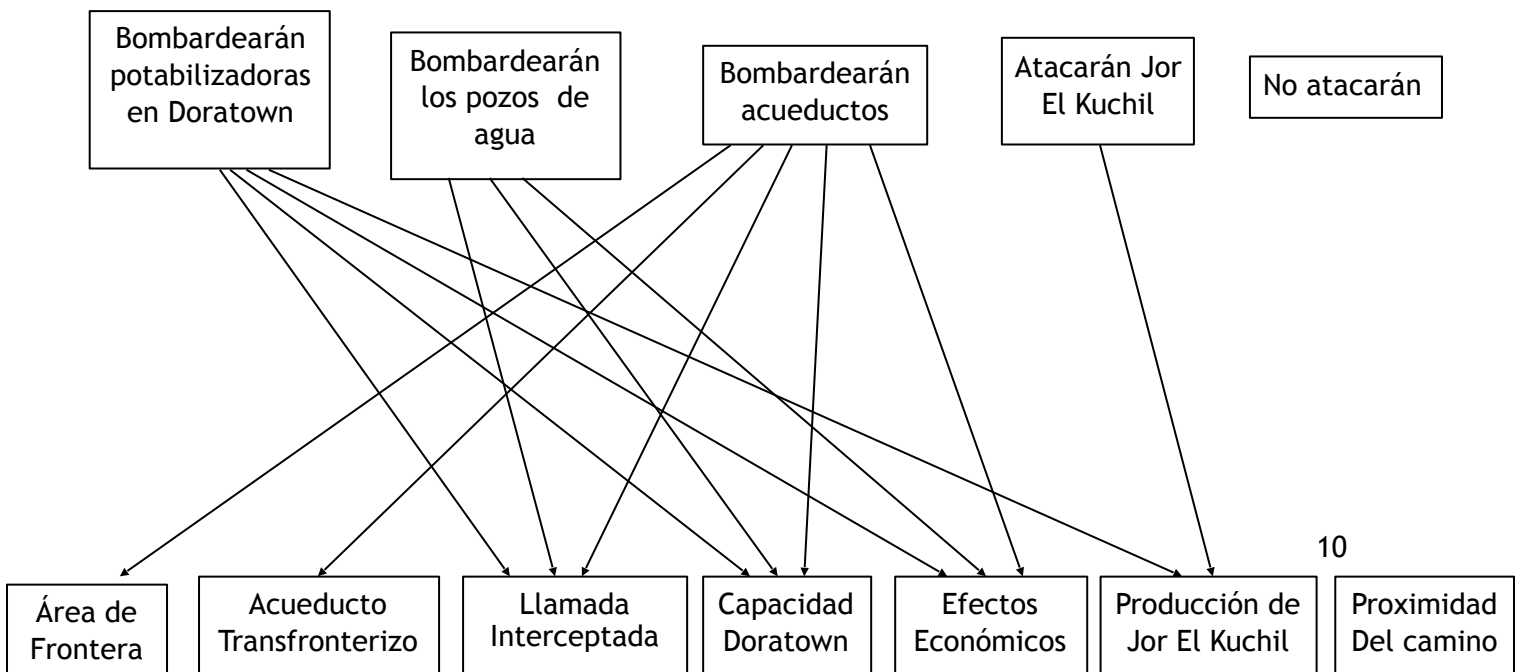 Bombardearán
potabilizadoras
en Doratown
Bombardearán
los pozos de
agua
Bombardearán
acueductos
Atacarán Jor
El Kuchil
No atacarán
10
Área de
Frontera
Acueducto
Transfronterizo
Llamada
Interceptada
Capacidad
Doratown
Efectos
Económicos
Producción de
Jor El Kuchil
Proximidad
Del camino